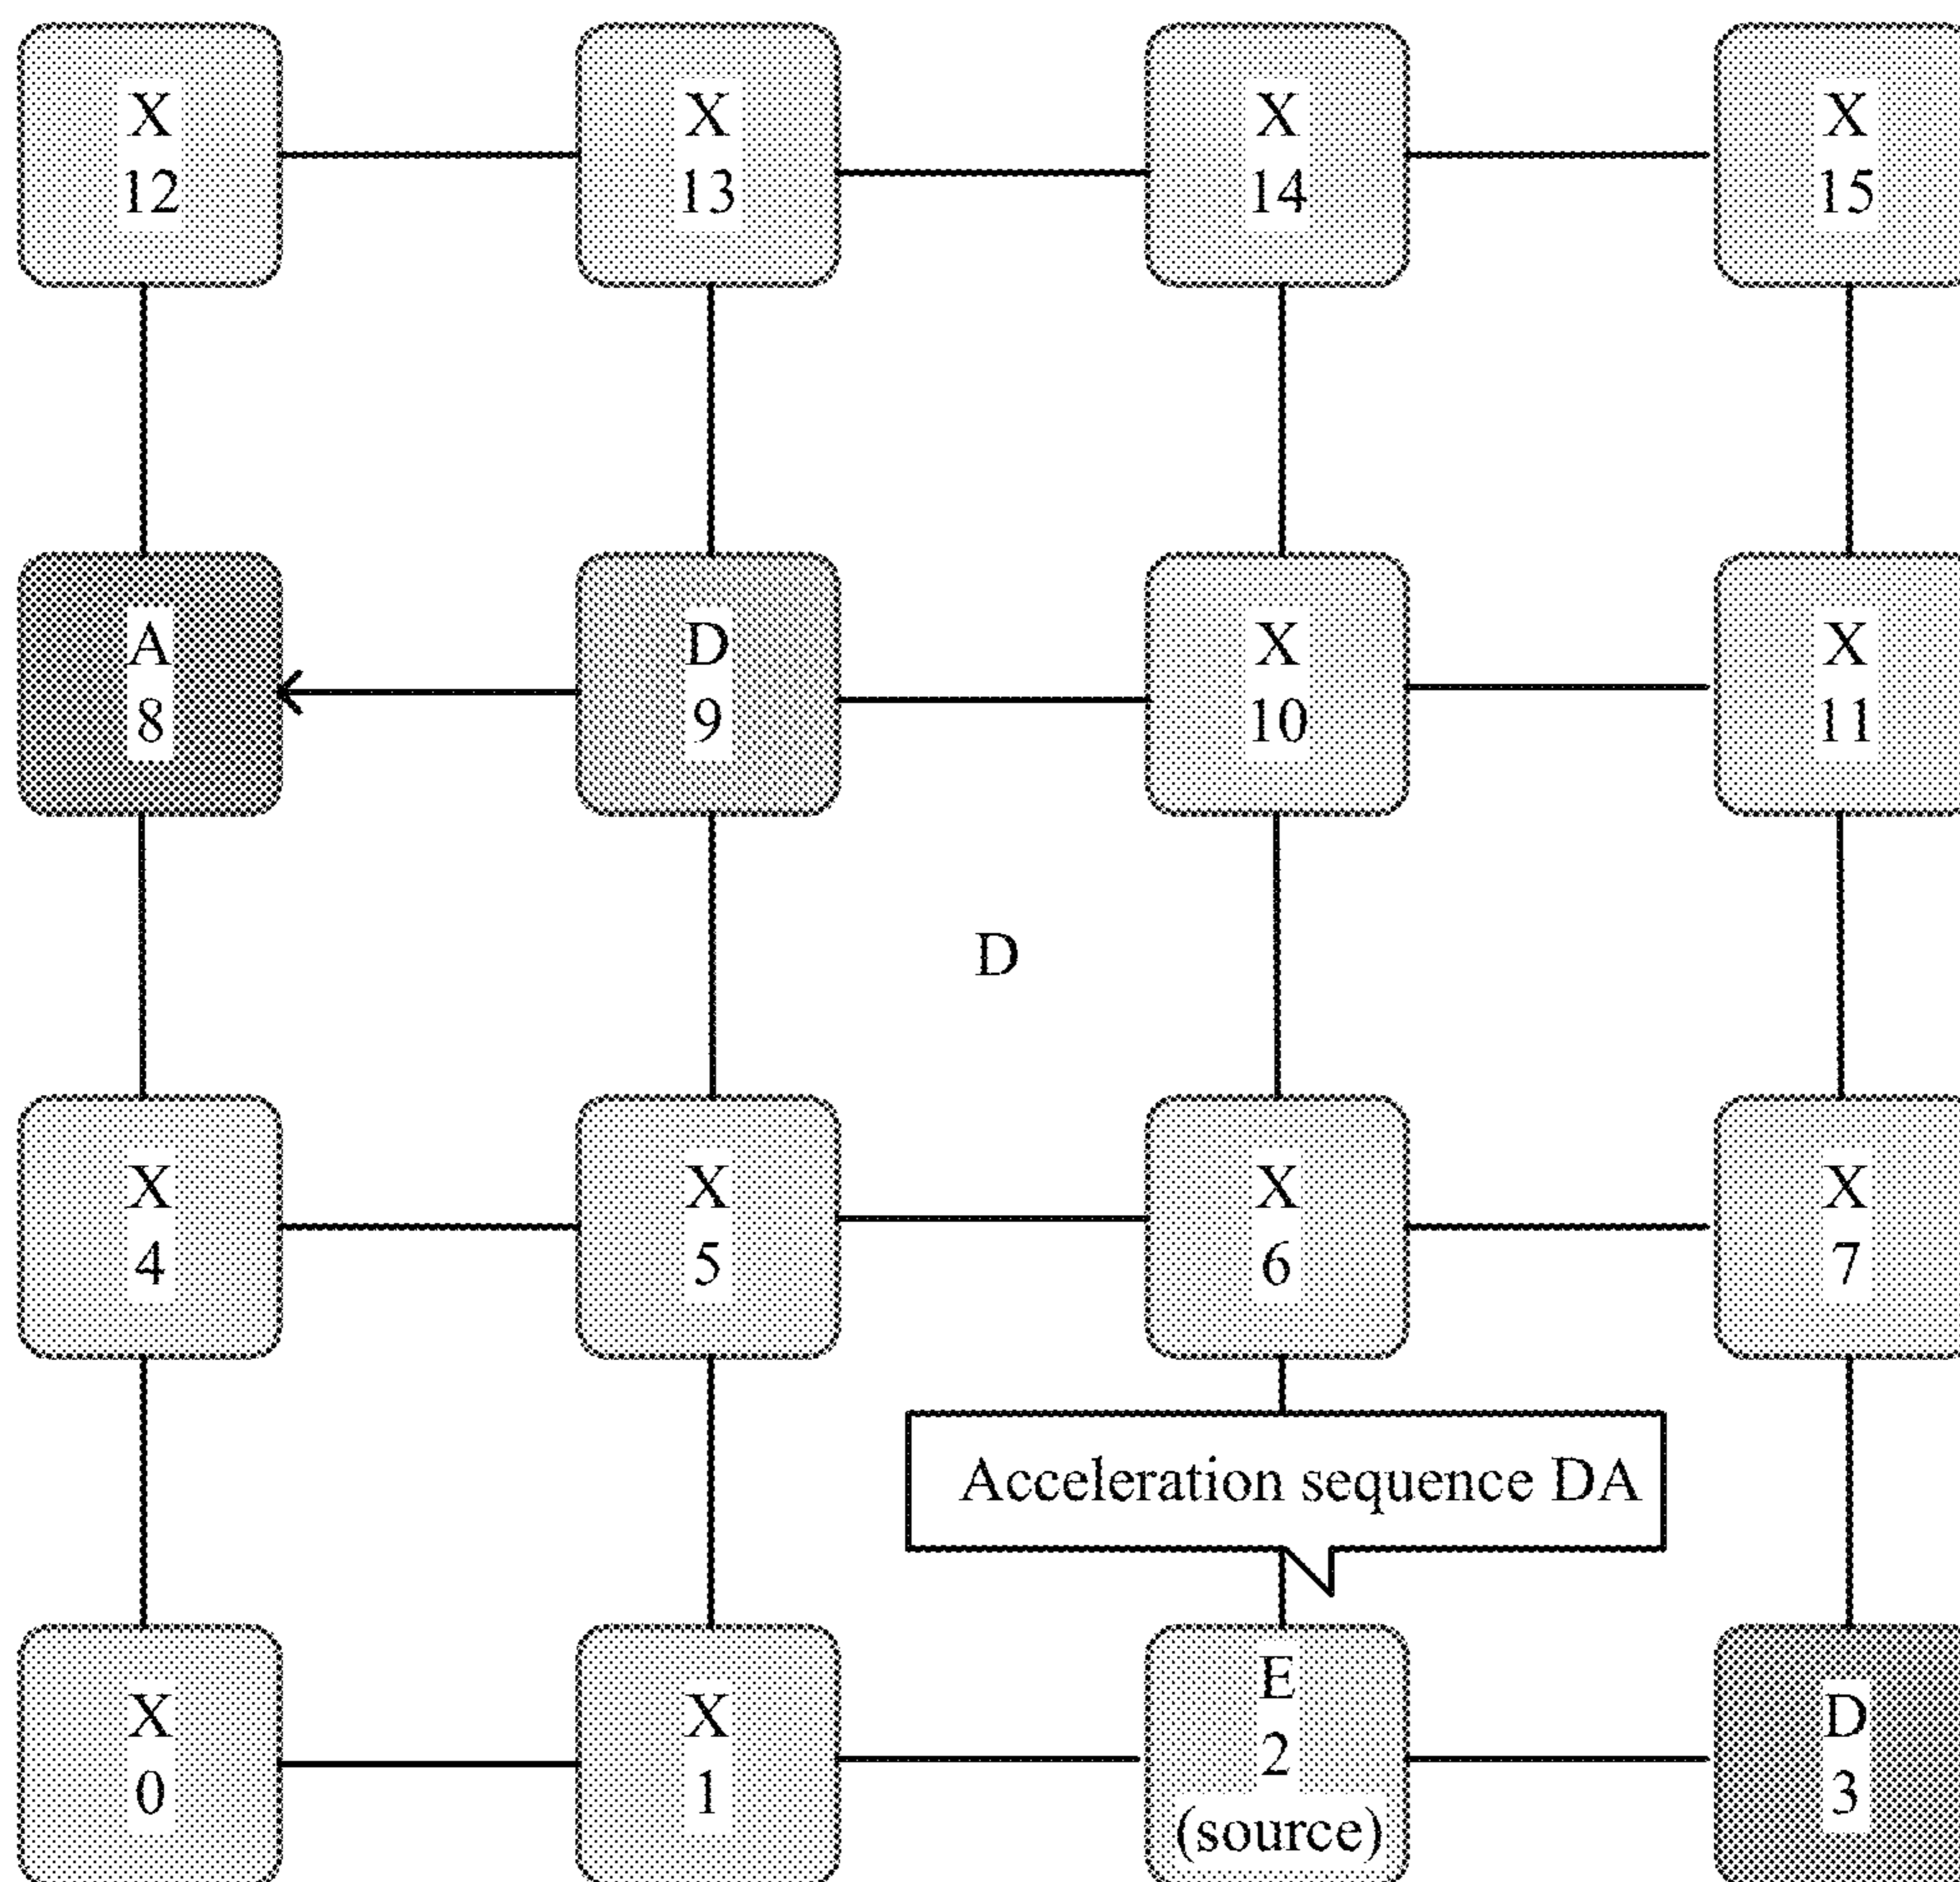 X
12
X
13
X
14
X
15
A
8
D
9
X
10
X
11
D
X
4
X
5
X
6
X
7
Acceleration sequence DA
X
0
X
1
E
2
(source)
D
3